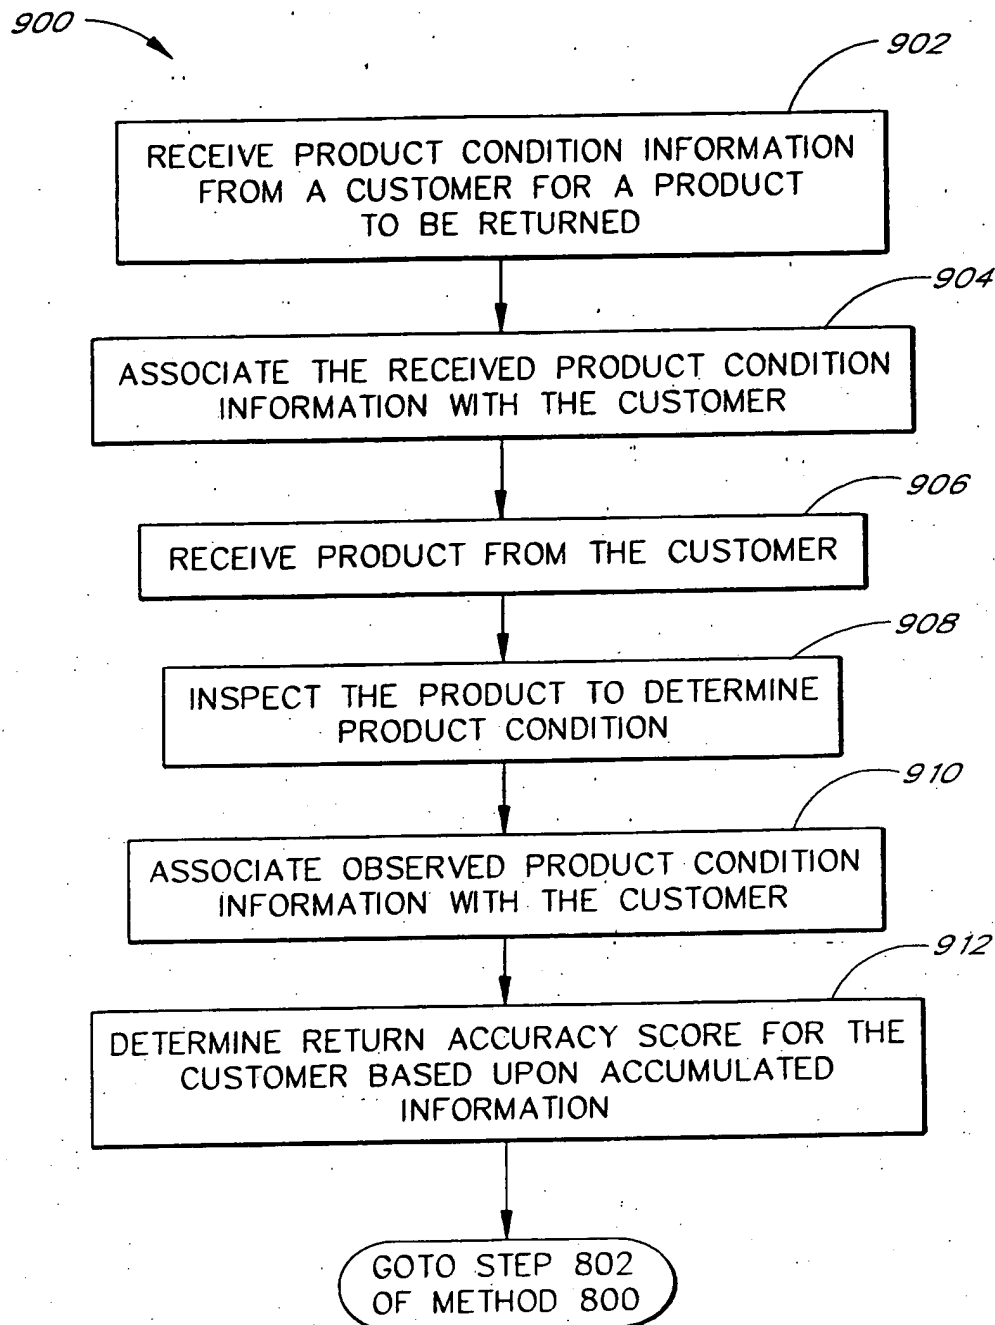 900
902
RECEIVE PRODUCT CONDITION INFORMATION
FROM A CUSTOMER FOR A PRODUCT
TO BE RETURNED
904
ASSOCIATE THE RECEIVED PRODUCT CONDITION
INFORMATION WITH THE CUSTOMER
906
RECEIVE PRODUCT FROM THE CUSTOMER
908
INSPECT THE PRODUCT TO DETERMINE
PRODUCT CONDITION
910
ASSOCIATE OBSERVED PRODUCT CONDITION
INFORMATION WITH THE CUSTOMER
912
DETERMINE RETURN ACCURACY SCORE FOR THE
CUSTOMER BASED UPON ACCUMULATED
INFORMATION
GOTO STEP 802
OF METHOD 800